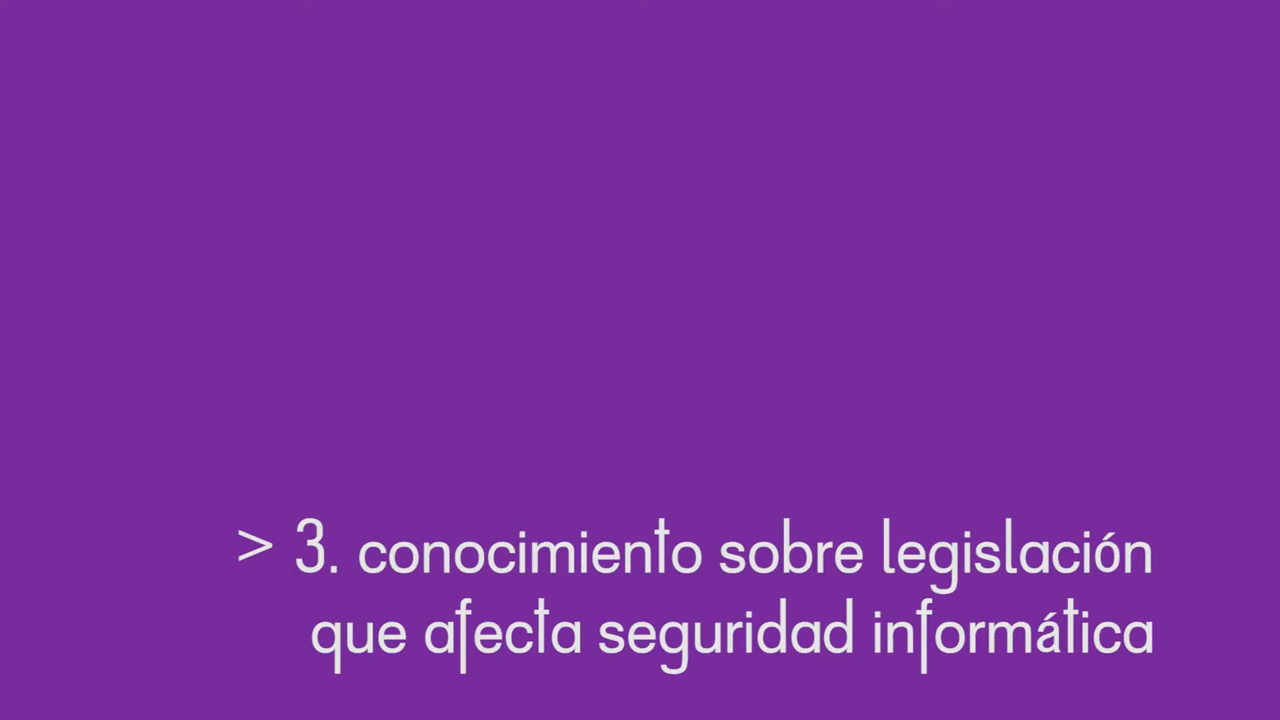 > 3. conocimiento sobre legislación
que afecta seguridad informática